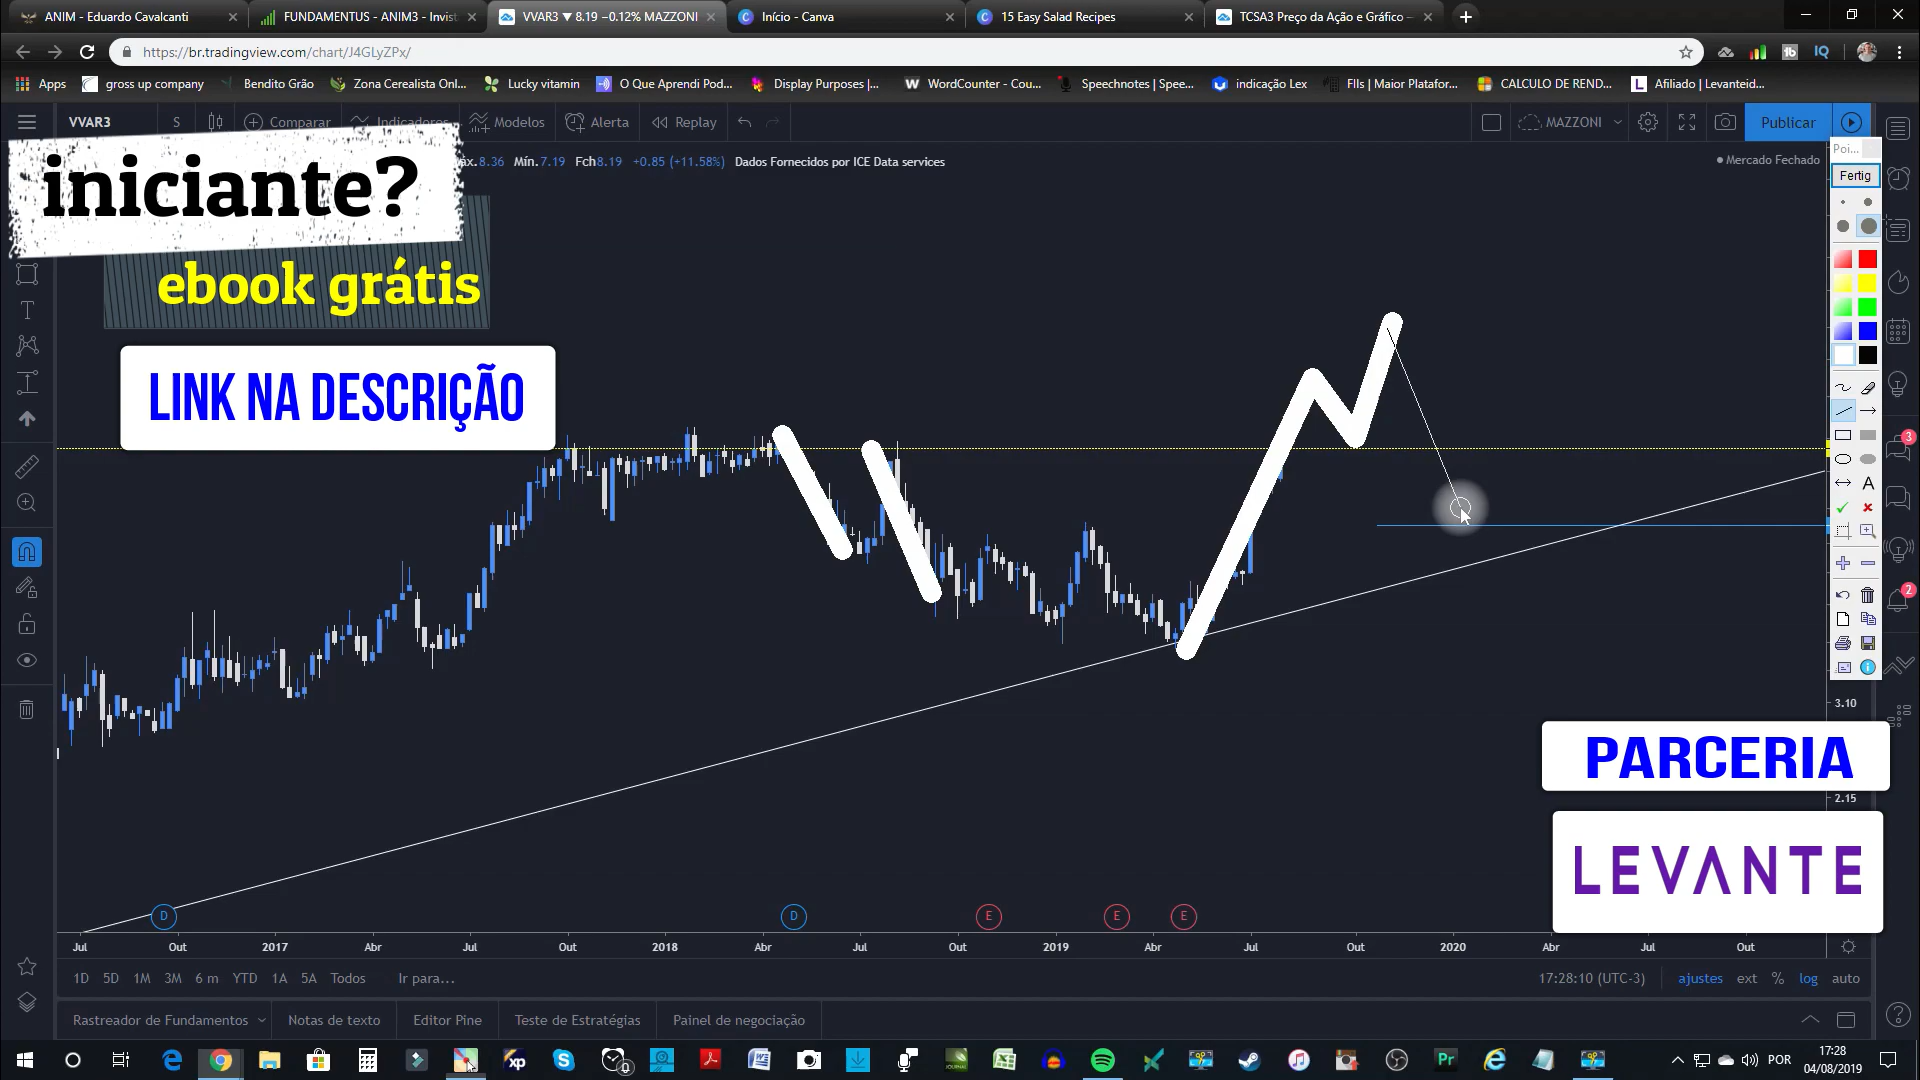 ANIM - Eduardo Cavalcanti
FUNDAMENTUS - ANIM3 - Invist
VVAR3 ▼ 8.19 −0.12% MAZZONI
Início - Canva
15 Easy Salad Recipes
TCSA3 Preço da Ação e Gráfico —
https://br.tradingview.com/chart/J4GLyZPx/
Apps
gross up company
Bendito Grão
Zona Cerealista Onl...
Lucky vitamin
O Que Aprendi Pod...
Display Purposes |...
WordCounter - Cou...
Speechnotes | Spee...
indicação Lex
FIIs | Maior Platafor...
CALCULO DE REND...
Afiliado | Levanteid...
VVAR3
S
Comparar
Indicadores
Modelos
Alerta
Replay
MAZZONI
Publicar
8.36 Mín.7.19 Fch8.19 +0.85 (+11.58%) Dados Fornecidos por ICE Data services
Mercado Fechado
Poi...
Fertig
iniciante?
ebook grátis
LINK NA DESCRIÇÃO
3
2
3.10
PARCERIA
2.15
LEVANTE
D D E E E
Jul Out 2017 Abr Jul Out 2018 Abr Jul Out 2019 Abr Jul Out 2020 Abr Jul Out
1D 5D 1M 3M 6 m YTD 1A 5A Todos Ir para...
17:28:10 (UTC-3) ajustes ext % log auto
Rastreador de Fundamentos
Notas de texto
Editor Pine
Teste de Estratégias
Painel de negociação
POR
17:28
04/08/2019